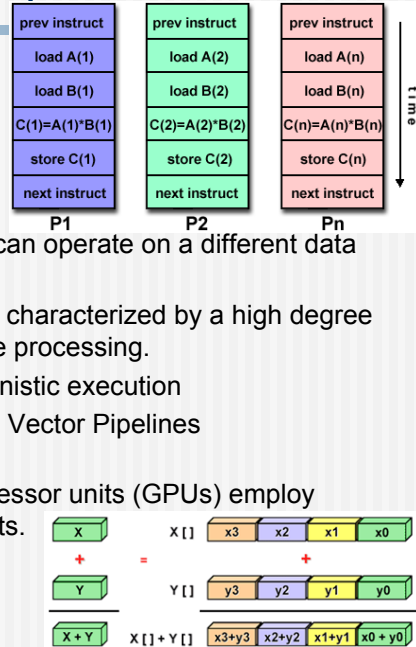 prev instruct prev instruct prev instruct
load A(1) load A(2) load A(n)
load B(1) load B(2) load B(n)
C(1)=A(1)*B(1) C(2)=A(2)*B(2) C(n)=A(n)*B(n)
store C(1) store C(2) store C(n)
next instruct next instruct next instruct
time
P1 P2 Pn
can operate on a different data
characterized by a high degree
processing.
nistic execution
Vector Pipelines
essor units (GPUs) employ
ts.
X X [ ] x3 x2 x1 x0
+ = +
Y Y [ ] y3 y2 y1 y0
X + Y X [ ] + Y [ ] x3+y3 x2+y2 x1+y1 x0 + y0